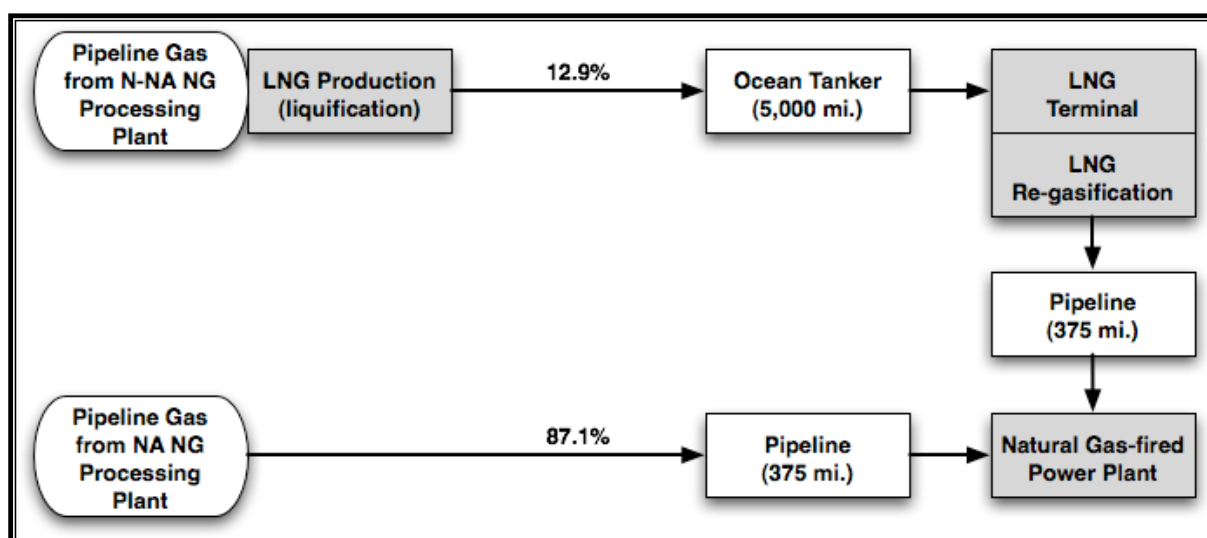 Pipeline Gas
from N-NA NG
Processing
Plant
LNG Production
(liquification)
12.9%
Ocean Tanker
(5,000 mi.)
LNG
Terminal
LNG
Re-gasification
Pipeline
(375 mi.)
Pipeline Gas
from NA NG
Processing
Plant
87.1%
Pipeline
(375 mi.)
Natural Gas-fired
Power Plant